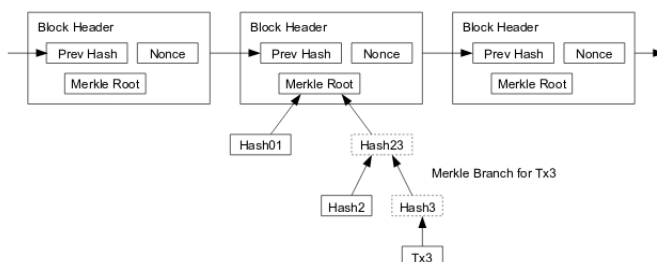 Block Header
Block Header
Block Header
Prev Hash
Nonce
Prev Hash
Nonce
Prev Hash
Nonce
Merkle Root
Merkle Root
Merkle Root
Hash01
Hash23
Merkle Branch for Tx3
Hash2
Hash3
Tx3